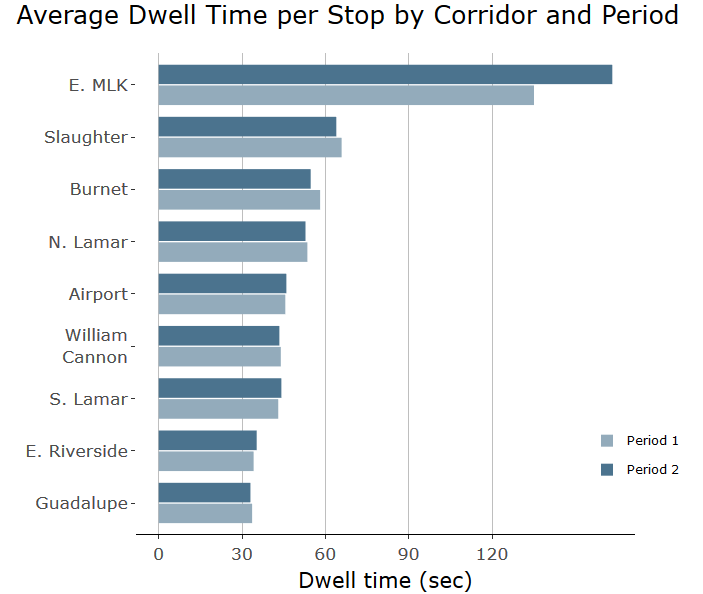 Average Dwell Time per Stop by Corridor and Period
E. MLK
Slaughter
Burnet
N. Lamar
Airport
William
Cannon
S. Lamar
E. Riverside
Guadalupe
Period 1
Period 2
0 30 60 90 120
Dwell time (sec)